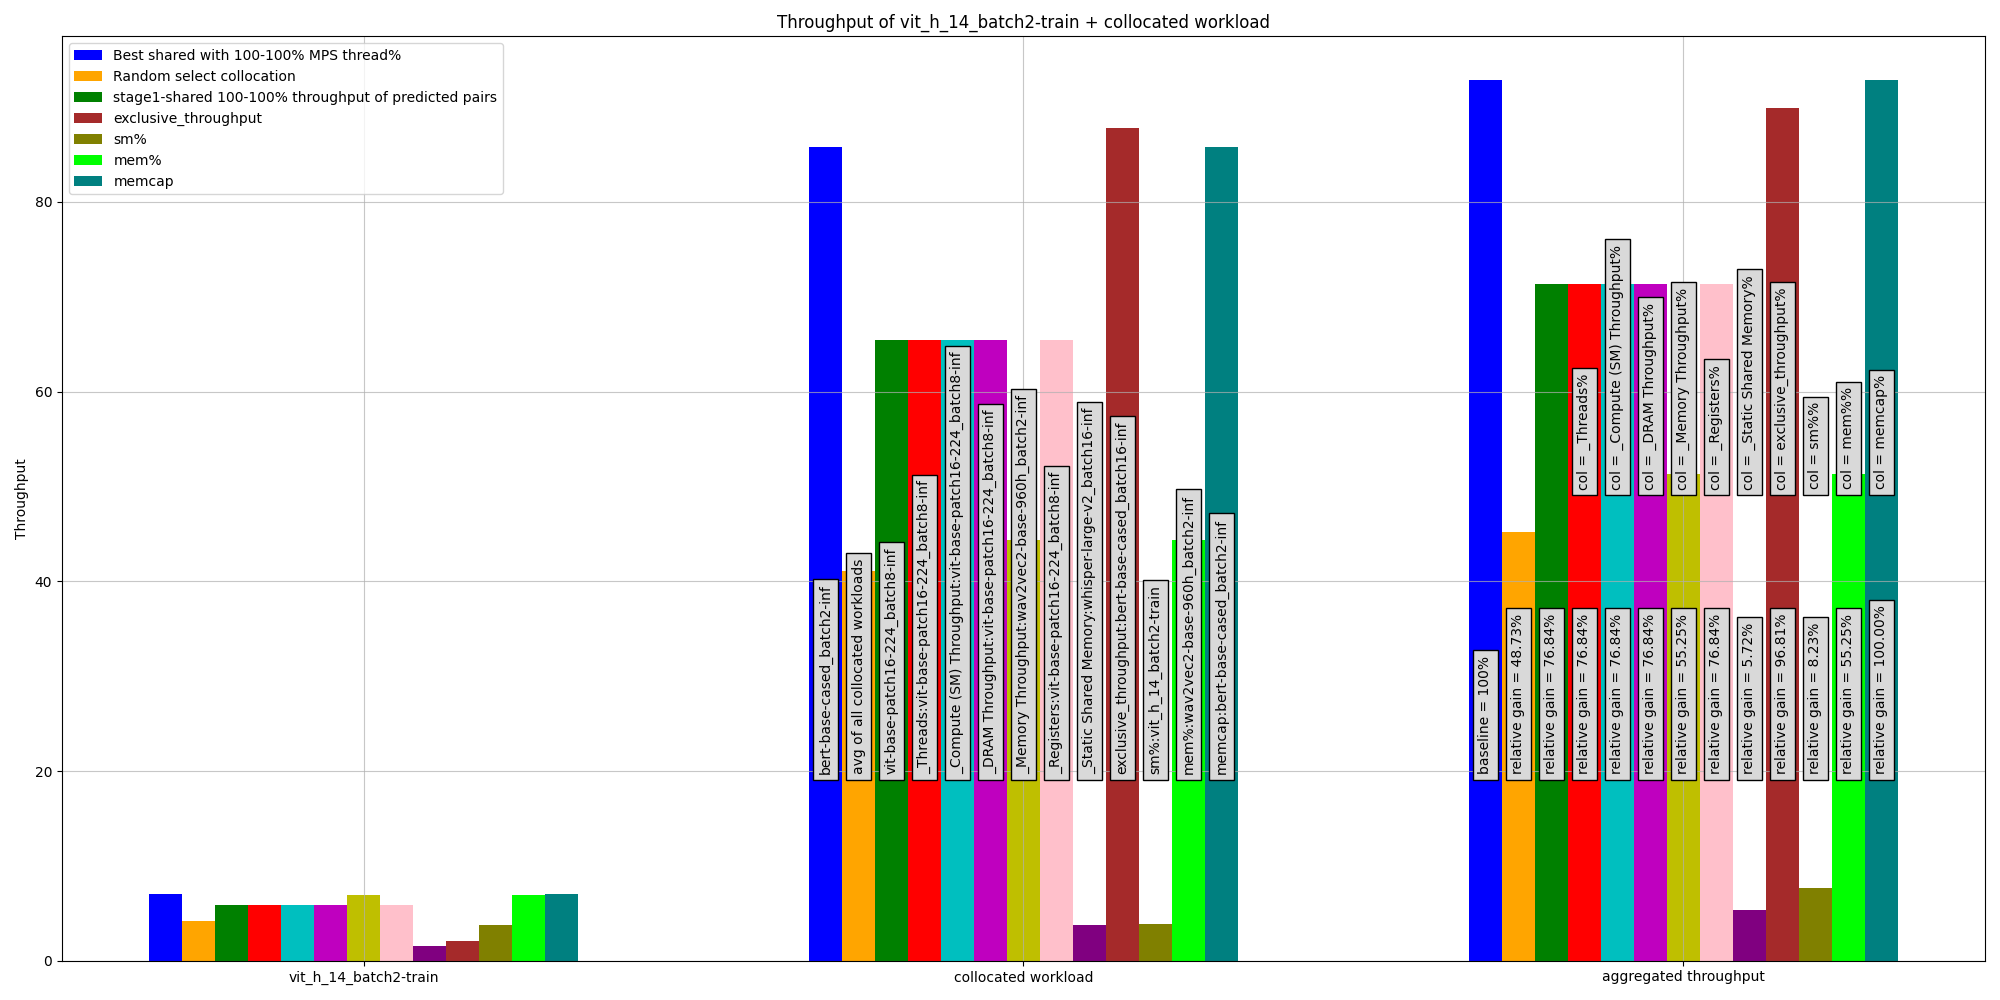 Throughput of vit_h_14_batch2-train + collocated workload
Best shared with 100-100% MPS thread%
Random select collocation
stage1-shared 100-100% throughput of predicted pairs
exclusive_throughput
sm%
mem%
memcap
Throughput
80
60
40
20
0
bert-base-cased_batch2-inf
avg of all collocated workloads
vit-base-patch16-224_batch8-inf
_Threads:vit-base-patch16-224_batch8-inf
_Compute (SM) Throughput:vit-base-patch16-224_batch8-inf
_DRAM Throughput:vit-base-patch16-224_batch8-inf
_Memory Throughput:wav2vec2-base-960h_batch2-inf
_Registers:vit-base-patch16-224_batch8-inf
_Static Shared Memory:whisper-large-v2_batch16-inf
exclusive_throughput:bert-base-cased_batch16-inf
sm%:vit_h_14_batch2-train
mem%:wav2vec2-base-960h_batch2-inf
memcap:bert-base-cased_batch2-inf
col = _Threads%
col = _Compute (SM) Throughput%
col = _DRAM Throughput%
col = _Memory Throughput%
col = _Registers%
col = _Static Shared Memory%
col = exclusive_throughput%
col = sm%%
col = mem%%
col = memcap%
baseline = 100%
relative gain = 48.73%
relative gain = 76.84%
relative gain = 76.84%
relative gain = 76.84%
relative gain = 76.84%
relative gain = 55.25%
relative gain = 76.84%
relative gain = 5.72%
relative gain = 96.81%
relative gain = 8.23%
relative gain = 55.25%
relative gain = 100.00%
vit_h_14_batch2-train
collocated workload
aggregated throughput